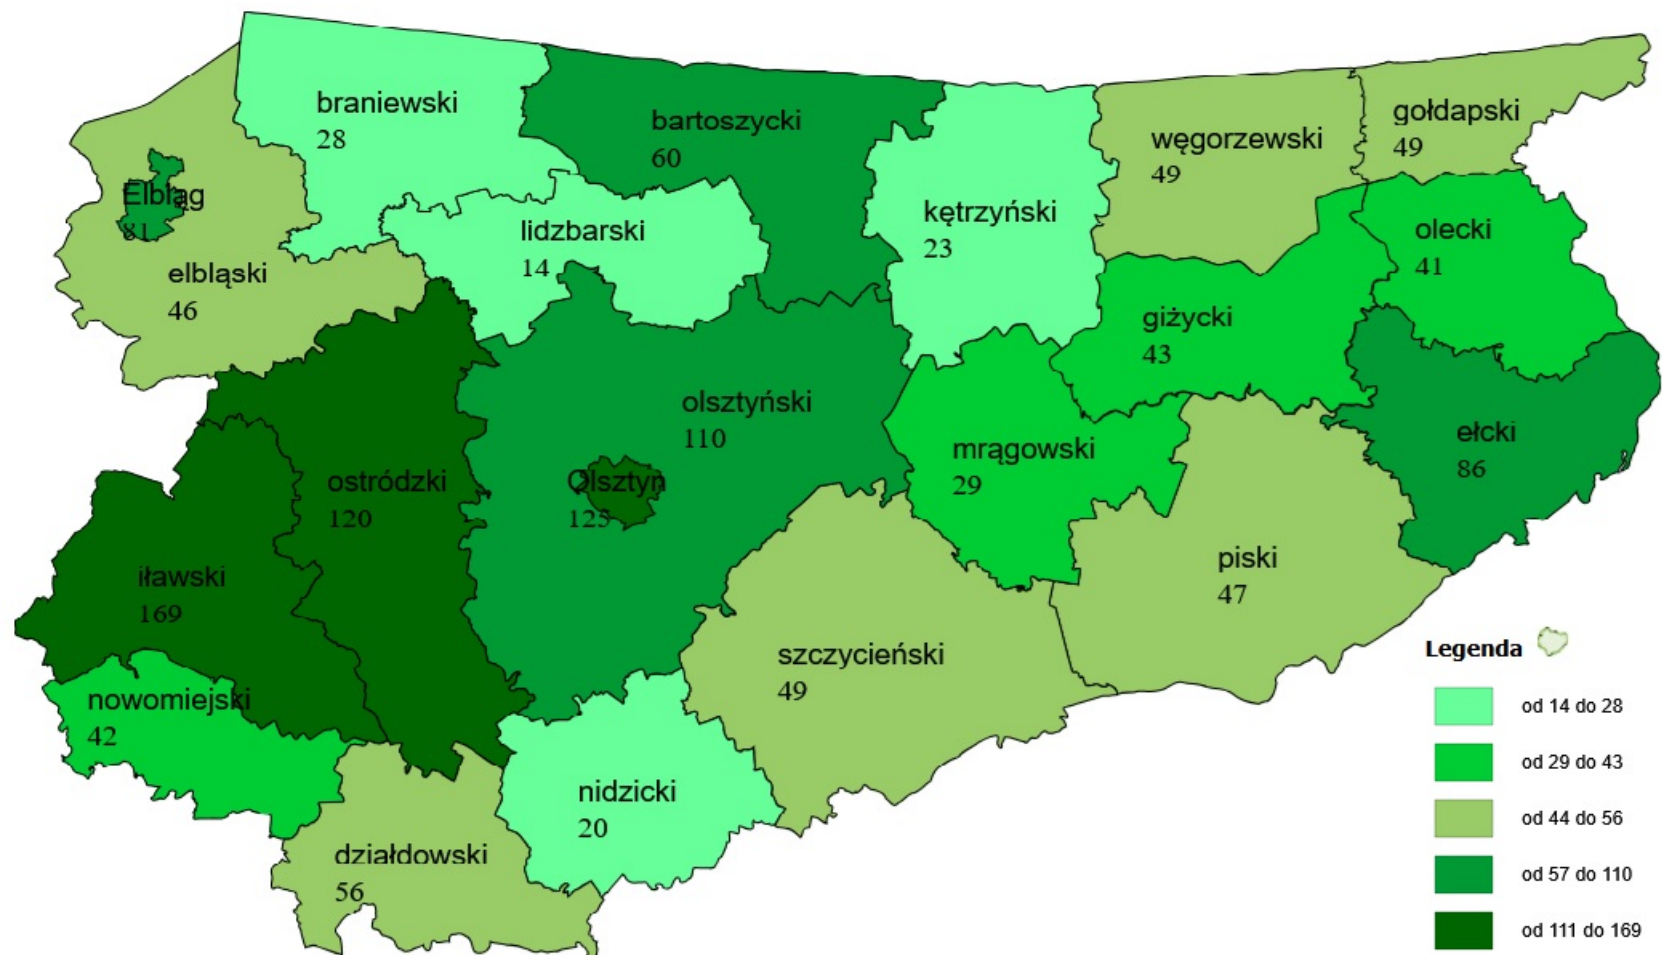 braniewski
28
bartoszycki
60
węgorzewski
49
gołdapski
49
Elbląg
81
elbląski
46
lidzbarski
14
kętrzyński
23
olecki
41
giżycki
43
olsztyński
110
ełcki
86
mrągowski
29
ostródzki
120
Olsztyn
125
iławski
169
piski
47
szczycieński
49
nowomiejski
42
nidzicki
20
działdowski
56
Legenda
od 14 do 28
od 29 do 43
od 44 do 56
od 57 do 110
od 111 do 169